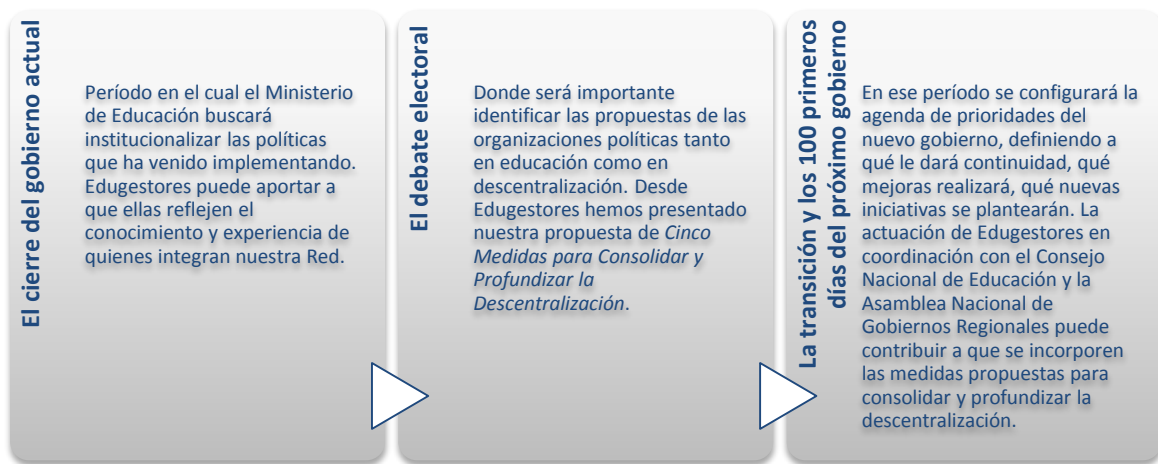 El cierre del gobierno actual
Período en el cual el Ministerio
de Educación buscará
institucionalizar las políticas
que ha venido implementando.
Edugestores puede aportar a
que ellas reflejen el
conocimiento y experiencia de
quienes integran nuestra Red.
El debate electoral
Donde será importante
identificar las propuestas de las
organizaciones políticas tanto
en educación como en
descentralización. Desde
Edugestores hemos presentado
nuestra propuesta de Cinco
Medidas para Consolidar y
Profundizar la
Descentralización.
La transición y los 100 primeros
días del próximo gobierno
En ese período se configurará la
agenda de prioridades del
nuevo gobierno, definiendo a
qué le dará continuidad, qué
mejoras realizará, qué nuevas
iniciativas se plantearán. La
actuación de Edugestores en
coordinación con el Consejo
Nacional de Educación y la
Asamblea Nacional de
Gobiernos Regionales puede
contribuir a que se incorporen
las medidas propuestas para
consolidar y profundizar la
descentralización.